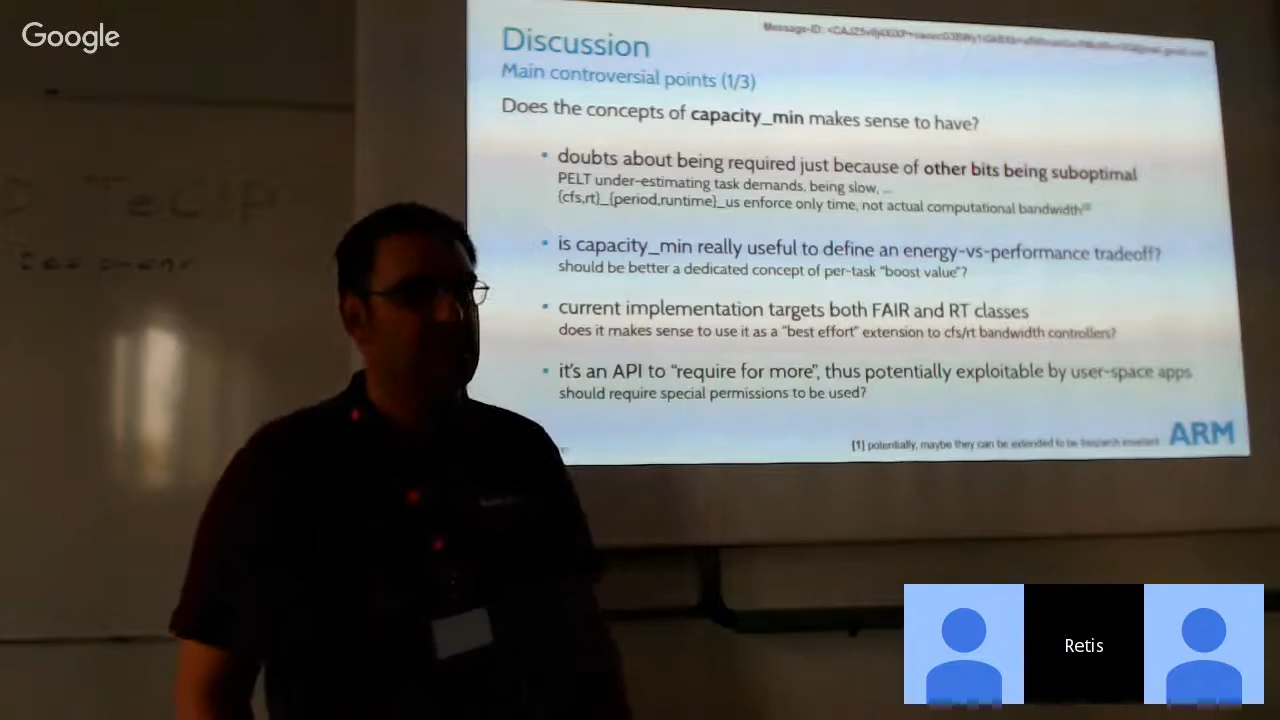 Google
Message-ID:
Discussion
Main controversial points (1/3)
Does the concepts of capacity_min makes sense to have?
• doubts about being required just because of other bits being suboptimal
PELT under-estimating task demands, being slow, ...
{cfs,rt}_{period,runtime}_us enforce only time, not actual computational bandwidth[1]
• is capacity_min really useful to define an energy-vs-performance tradeoff?
should be better a dedicated concept of per-task "boost value"?
• current implementation targets both FAIR and RT classes
does it makes sense to use it as a "best effort" extension to cfs/rt bandwidth controllers?
• it's an API to "require for more", thus potentially exploitable by user-space apps
should require special permissions to be used?
[1] potentially, maybe they can be extended to be
ARM
TeCIP
Retis